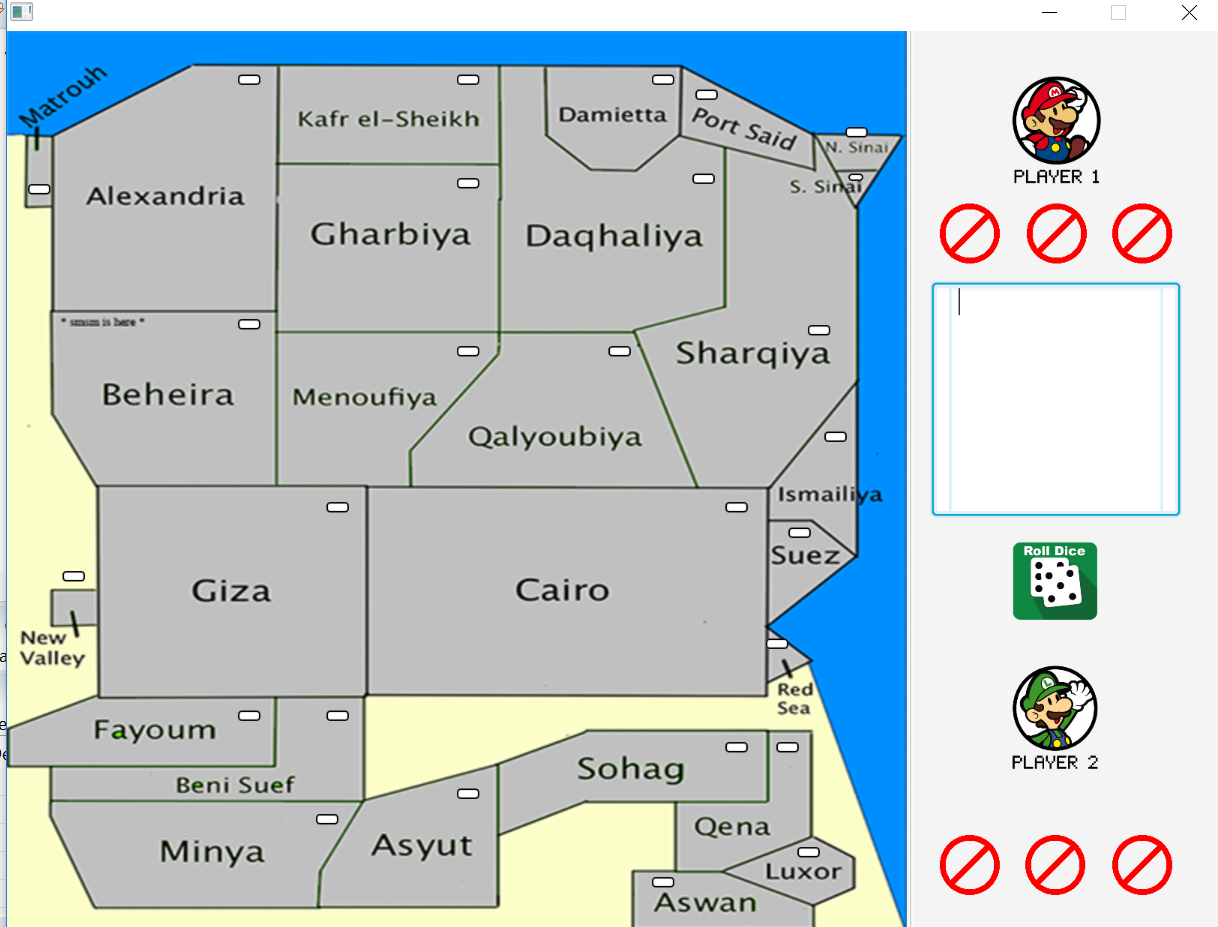 Matrouh
Kafr el-Sheikh
Damietta
Port Said
N. Sinai
S. Sinai
Alexandria
Gharbiya
Daqhaliya
* smsm is here *
Beheira
Menoufiya
Qalyoubiya
Sharqiya
Ismailiya
Suez
Giza
Cairo
New
Valley
Red
Sea
Fayoum
Beni Suef
Sohag
Minya
Asyut
Qena
Luxor
Aswan
M
PLAYER 1
Roll Dice
L
PLAYER 2